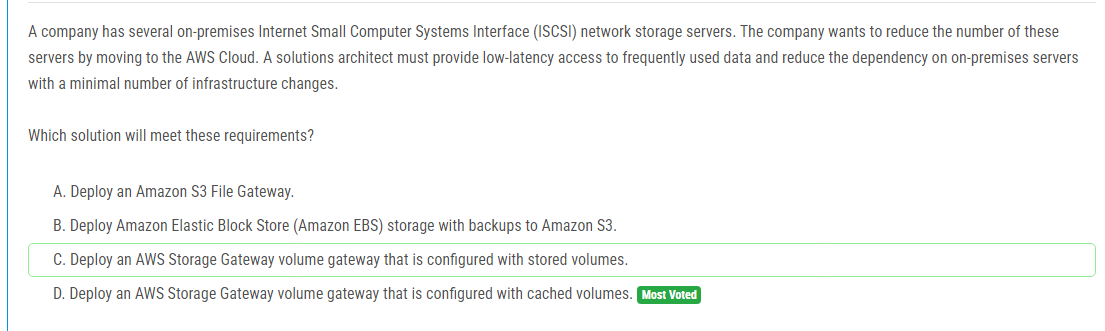 A company has several on-premises Internet Small Computer Systems Interface (ISCSI) network storage servers. The company wants to reduce the number of these
servers by moving to the AWS Cloud. A solutions architect must provide low-latency access to frequently used data and reduce the dependency on on-premises servers
with a minimal number of infrastructure changes.
Which solution will meet these requirements?
A. Deploy an Amazon S3 File Gateway.
B. Deploy Amazon Elastic Block Store (Amazon EBS) storage with backups to Amazon S3.
C. Deploy an AWS Storage Gateway volume gateway that is configured with stored volumes.
D. Deploy an AWS Storage Gateway volume gateway that is configured with cached volumes. Most Voted